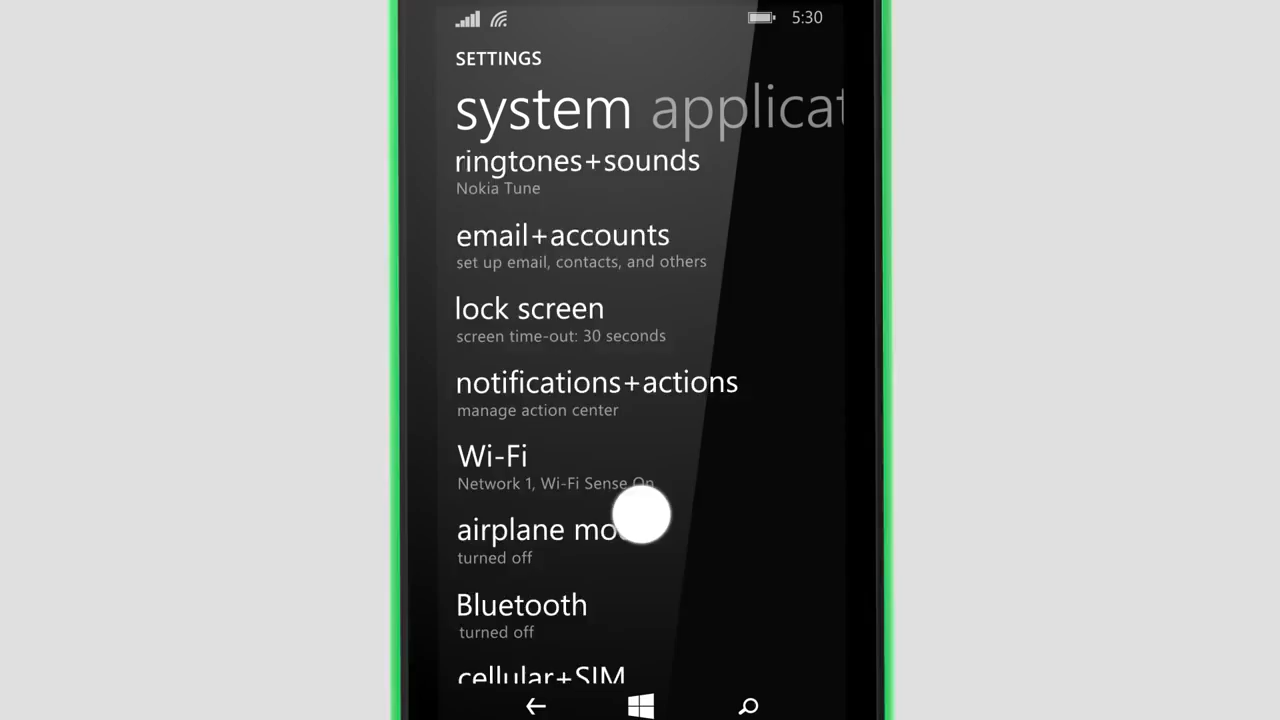 5:30
SETTINGS
system applicat
ringtones+sounds
Nokia Tune
email+accounts
set up email, contacts, and others
lock screen
screen time-out: 30 seconds
notifications+actions
manage action center
Wi-Fi
Network 1, Wi-Fi Sense On
airplane mo
turned off
Bluetooth
turned off
cellular+SIM